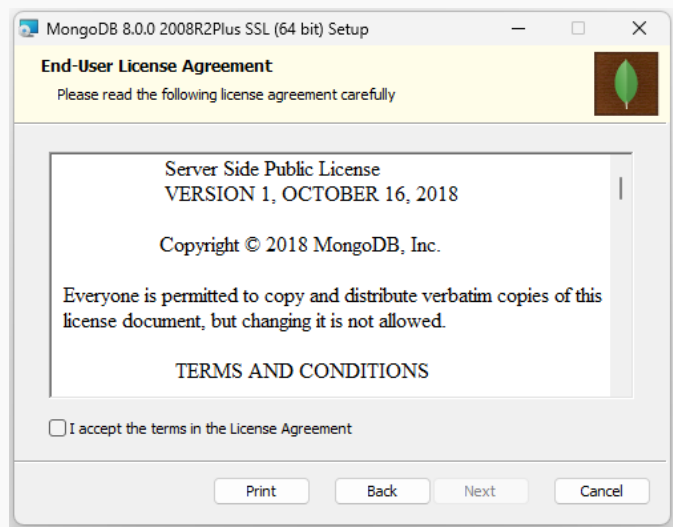 MongoDB 8.0.0 2008R2Plus SSL (64 bit) Setup
End-User License Agreement
Please read the following license agreement carefully
Server Side Public License
VERSION 1, OCTOBER 16, 2018
Copyright © 2018 MongoDB, Inc.
Everyone is permitted to copy and distribute verbatim copies of this
license document, but changing it is not allowed.
TERMS AND CONDITIONS
I accept the terms in the License Agreement
Print Back Next Cancel